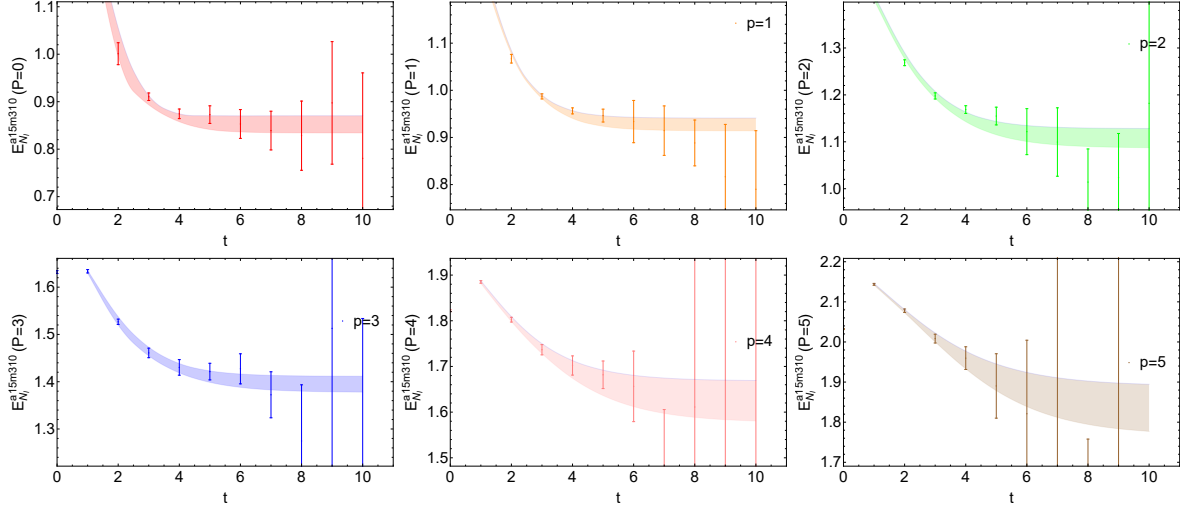 E_{N_l}^{a15m310} (P=0)
1.1
1.0
0.9
0.8
0.7
0 2 4 6 8 10
t
E_{N_l}^{a15m310} (P=1)
p=1
1.1
1.0
0.9
0.8
0 2 4 6 8 10
t
E_{N_l}^{a15m310} (P=2)
p=2
1.3
1.2
1.1
1.0
0 2 4 6 8 10
t
E_{N_l}^{a15m310} (P=3)
p=3
1.6
1.5
1.4
1.3
0 2 4 6 8 10
t
E_{N_l}^{a15m310} (P=4)
p=4
1.9
1.8
1.7
1.6
1.5
0 2 4 6 8 10
t
E_{N_l}^{a15m310} (P=5)
p=5
2.2
2.1
2.0
1.9
1.8
1.7
0 2 4 6 8 10
t